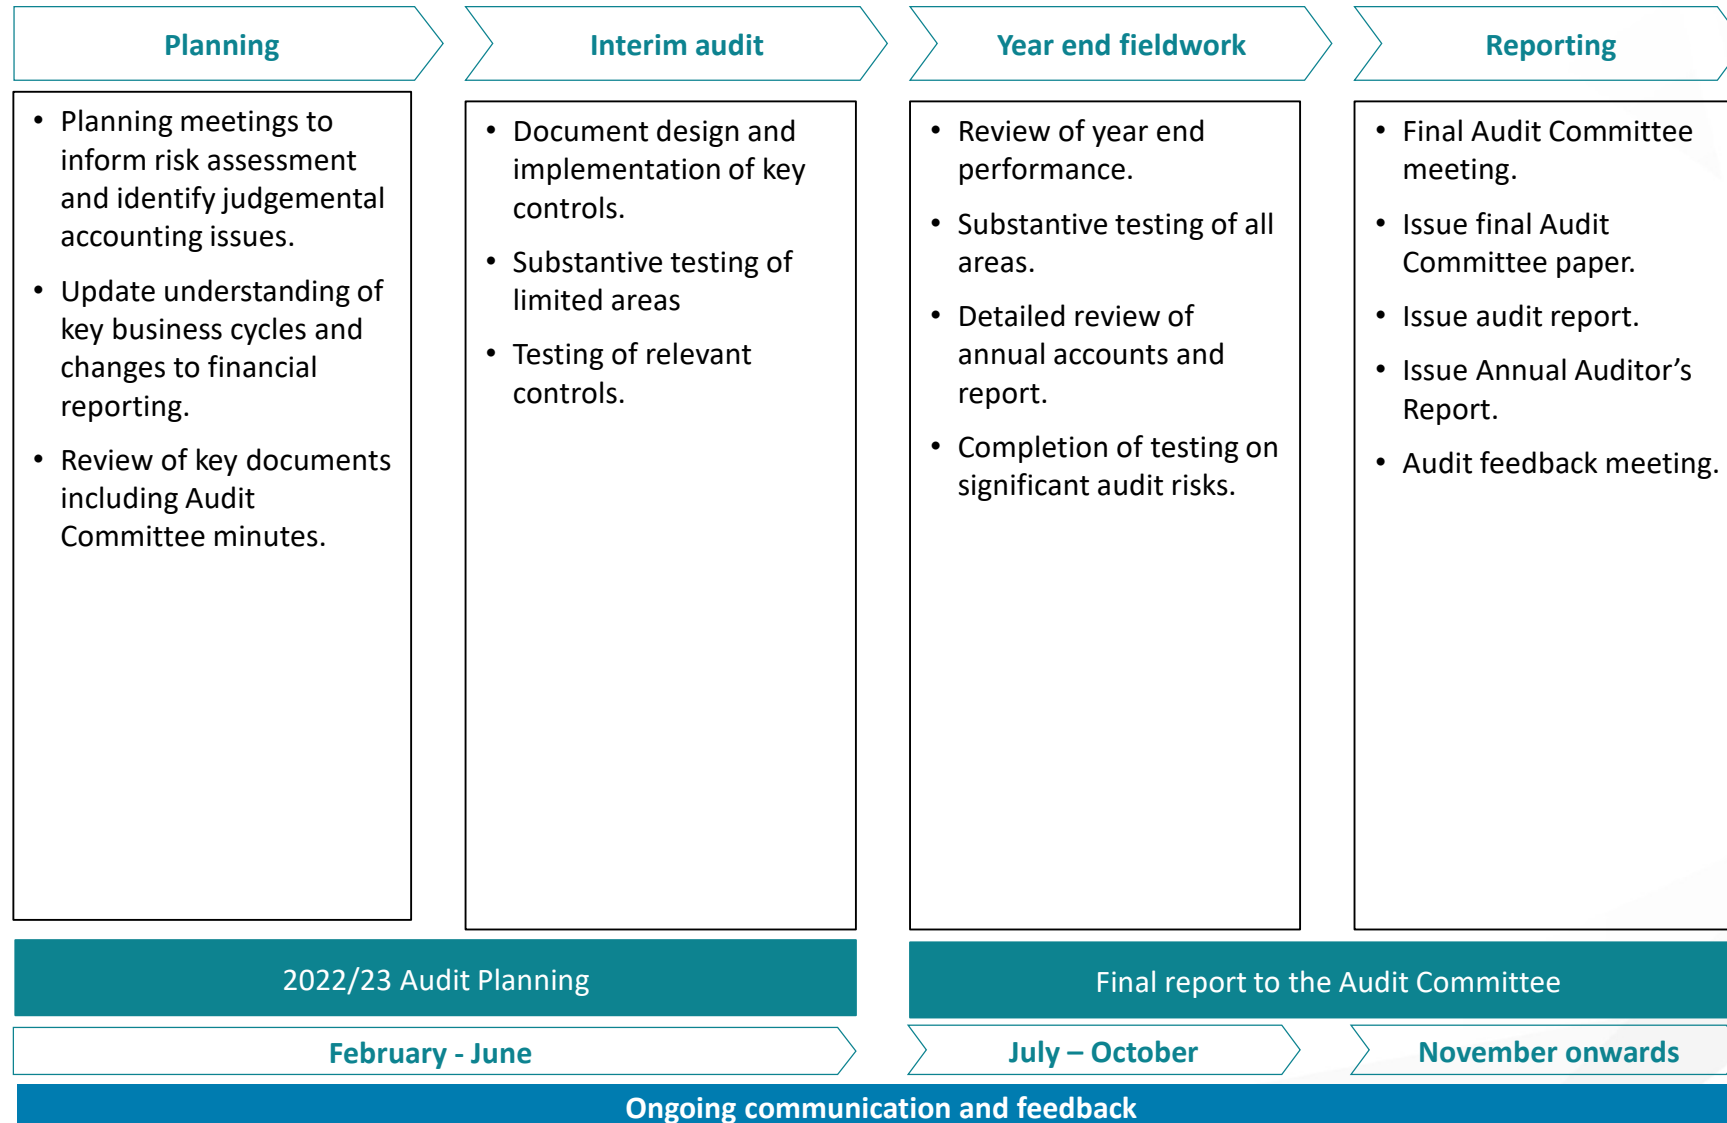 Planning
Interim audit
Year end fieldwork
Reporting
• Planning meetings to
inform risk assessment
and identify judgemental
accounting issues.
• Update understanding of
key business cycles and
changes to financial
reporting.
• Review of key documents
including Audit
Committee minutes.
• Document design and
implementation of key
controls.
• Substantive testing of
limited areas
• Testing of relevant
controls.
• Review of year end
performance.
• Substantive testing of all
areas.
• Detailed review of
annual accounts and
report.
• Completion of testing on
significant audit risks.
• Final Audit Committee
meeting.
• Issue final Audit
Committee paper.
• Issue audit report.
• Issue Annual Auditor’s
Report.
• Audit feedback meeting.
2022/23 Audit Planning
Final report to the Audit Committee
February - June
July – October
November onwards
Ongoing communication and feedback